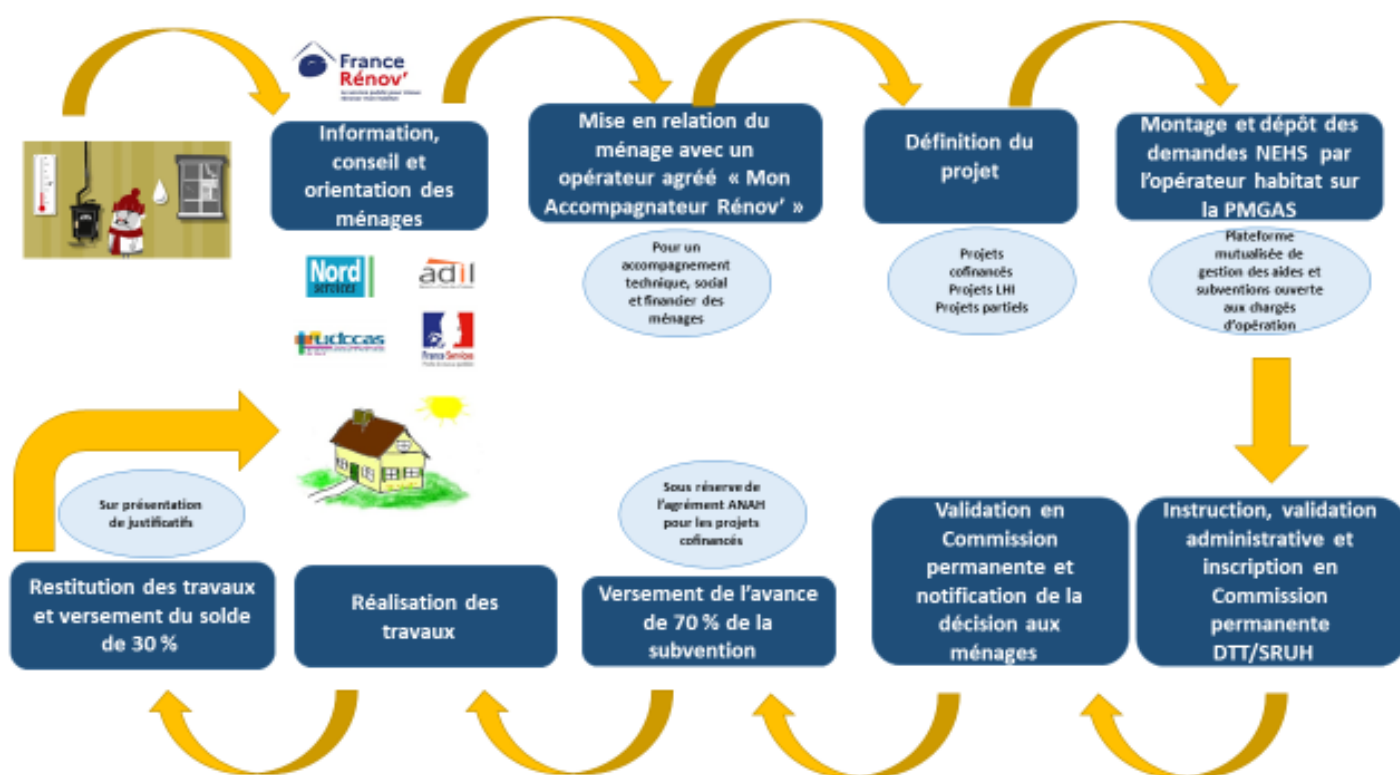 France
Rénov'
Information,
conseil et
orientation des
ménages
Mise en relation du
ménage avec un
opérateur agréé « Mon
Accompagnateur Rénov' »
Définition du
projet
Montage et dépôt des
demandes NEHS par
l'opérateur habitat sur
la PMGAS
Nord
services
adil
udccas
France Services
Pour un
accompagnement
technique, social
et financier des
ménages
Projets
cofinancés
Projets LHI
Projets partiels
Plateforme
mutualisée de
gestion des aides et
subventions ouverte
aux chargés
d'opération
Sur présentation
de justificatifs
Restitution des travaux
et versement du solde
de 30 %
Réalisation des
travaux
Sous réserve de
l'agrément ANAH
pour les projets
cofinancés
Versement de l'avance
de 70 % de la
subvention
Validation en
Commission
permanente et
notification de la
décision aux
ménages
Instruction, validation
administrative et
inscription en
Commission
permanente
DTT/SRUH